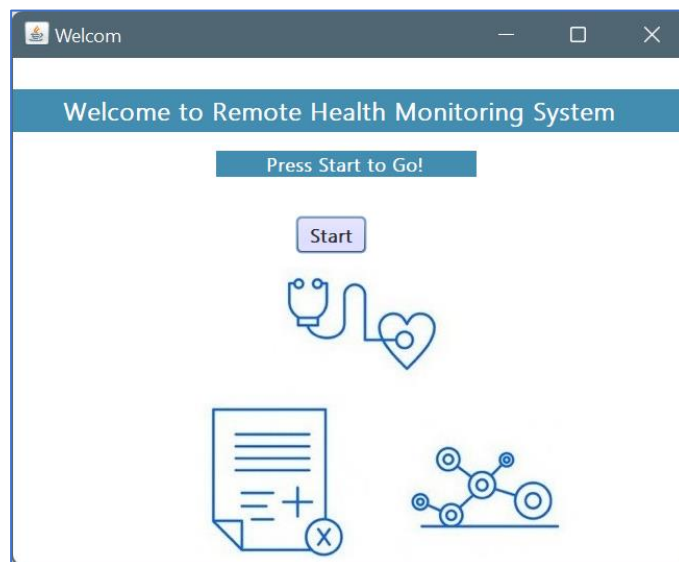 Welcom
Welcome to Remote Health Monitoring System
Press Start to Go!
Start
X